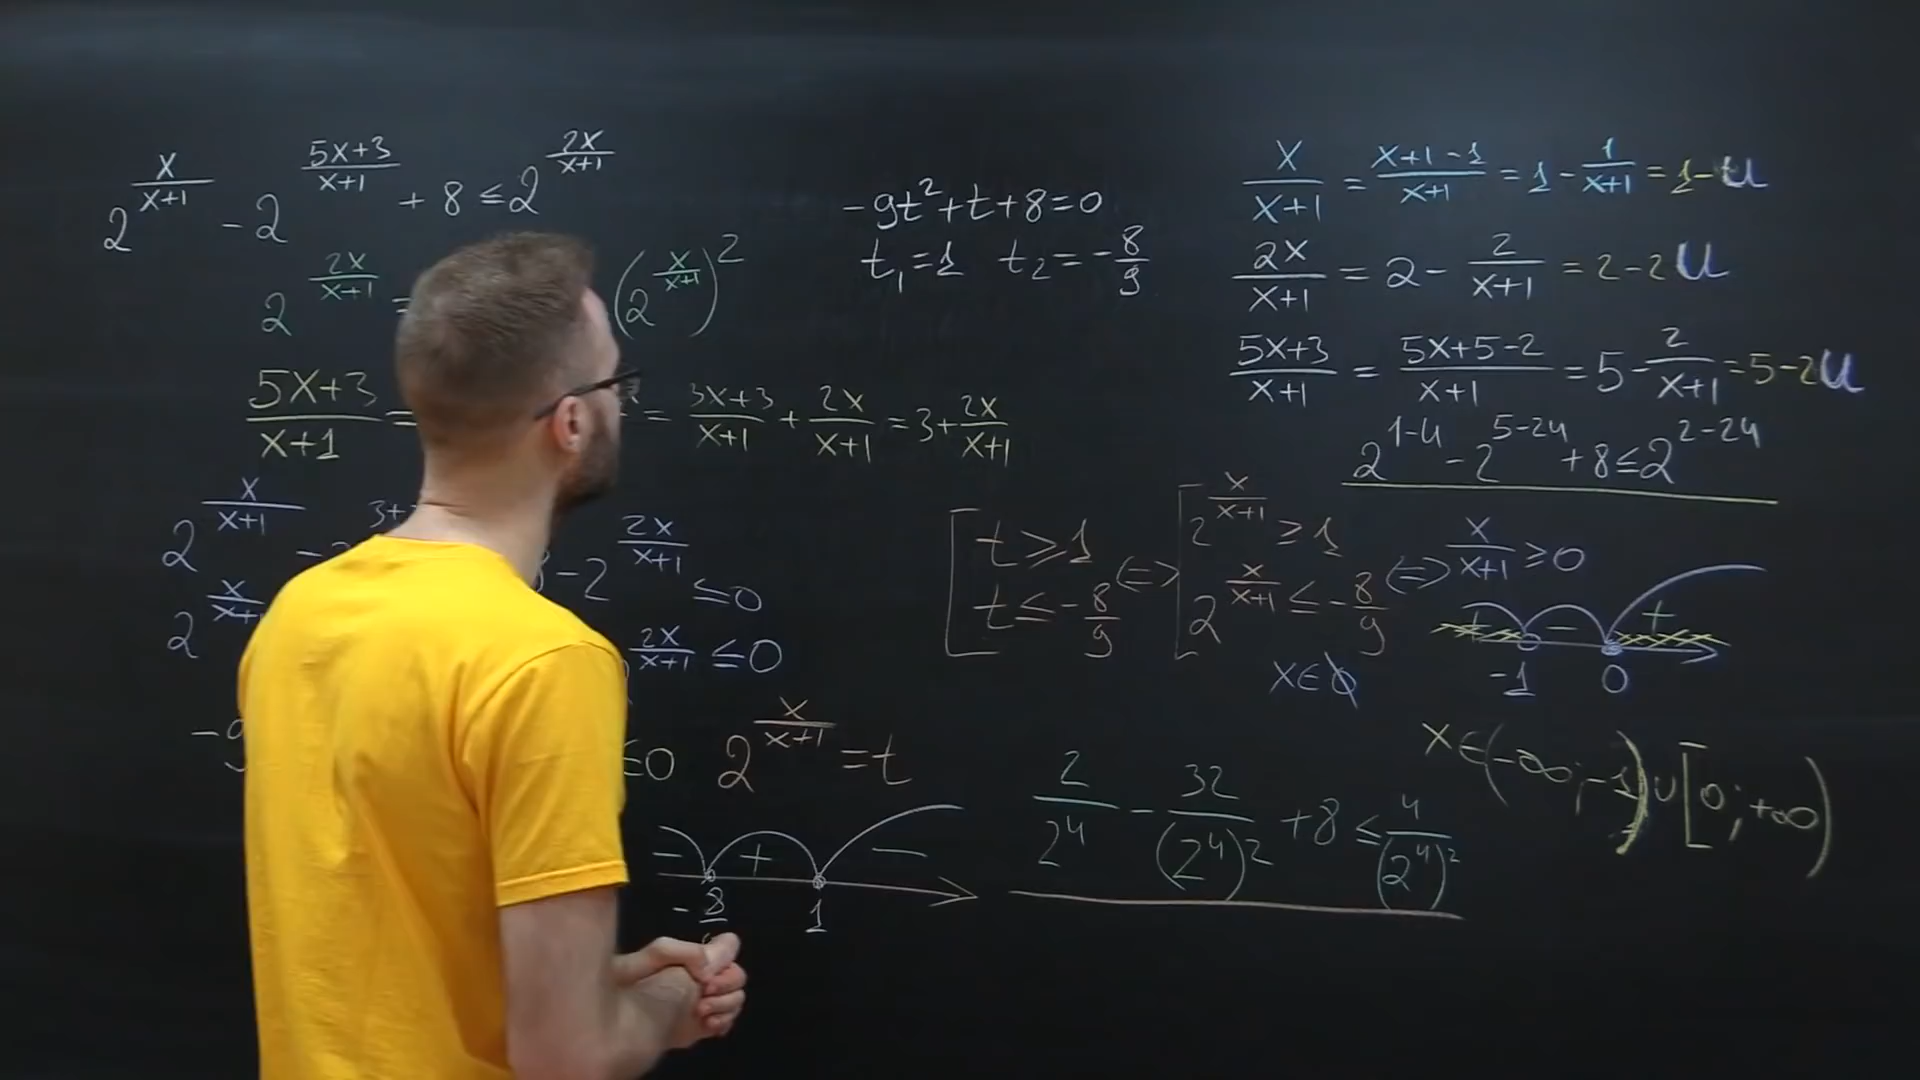 2^(x/(x+1)) - 2^((5x+3)/(x+1)) + 8 ≤ 2^(2x/(x+1))
2^(2x/(x+1)) = (2^(x/(x+1)))^2
(5x+3)/(x+1) = = (3x+3)/(x+1) + 2x/(x+1) = 3 + 2x/(x+1)
2^(x/(x+1)) - - 2^(2x/(x+1)) ≤ 0
2^(x/(x+1)) 2x/(x+1) ≤ 0
-9 ≤0 2^(x/(x+1)) = t
- + -
-8/ 1
-9t^2+t+8=0
t₁=1 t₂=-8/9
[ t ≥ 1 ⇔ [ 2^(x/(x+1)) ≥ 1 ⇔ x/(x+1) ≥ 0
t ≤ -8/9 2^(x/(x+1)) ≤ -8/9
x∈∅
+ - +
-1 0
x∈(-∞;-1)∪[0;+∞)
2/2^u - 32/(2^u)^2 + 8 ≤ 4/(2^u)^2
x/(x+1) = (x+1-1)/(x+1) = 1 - 1/(x+1) = 1-u
2x/(x+1) = 2 - 2/(x+1) = 2-2u
(5x+3)/(x+1) = (5x+5-2)/(x+1) = 5 - 2/(x+1) = 5-2u
2^(1-u) - 2^(5-2u) + 8 ≤ 2^(2-2u)